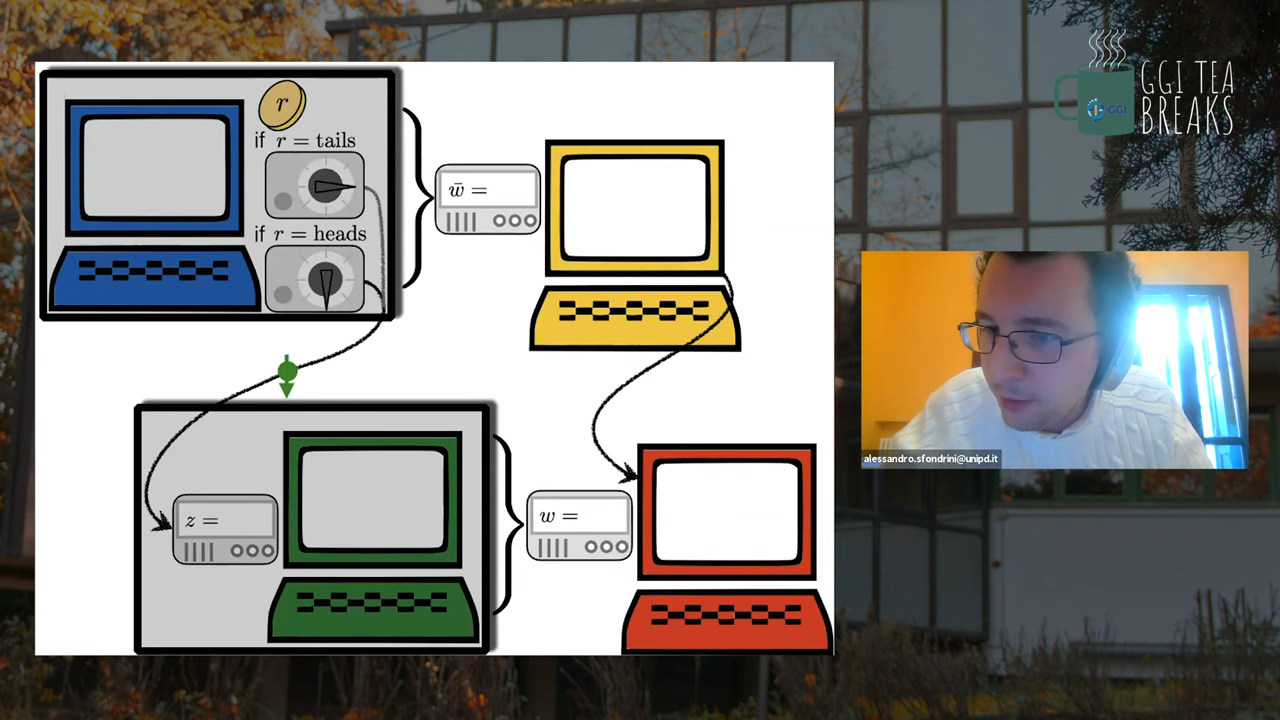 r
if r = tails
if r = heads
w̄ =
z =
w =
GGI TEA
BREAKS
GGI
alessandro.sfondrini@unipd.it